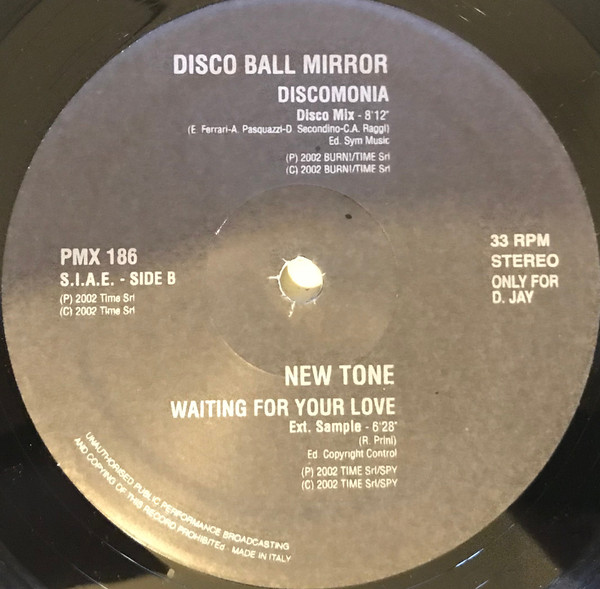 DISCO BALL MIRROR
DISCOMONIA
Disco Mix - 8'12"
(E. Ferrari-A. Pasquazzi-D. Secondino-C.A. Raggi)
Ed. Sym Music
(P) 2002 BURN!/TIME Srl
(C) 2002 BURN!/TIME Srl
PMX 186
S.I.A.E. - SIDE B
(P) 2002 Time Srl
(C) 2002 Time Srl
33 RPM
STEREO
ONLY FOR
D. JAY
NEW TONE
WAITING FOR YOUR LOVE
Ext. Sample - 6'28"
(R. Prini)
Ed. Copyright Control
(P) 2002 TIME Srl/SPY
(C) 2002 TIME Srl/SPY
UNAUTHORISED PUBLIC PERFORMANCE BROADCASTING
AND COPYING OF THIS RECORD PROHIBITEd - MADE IN ITALY